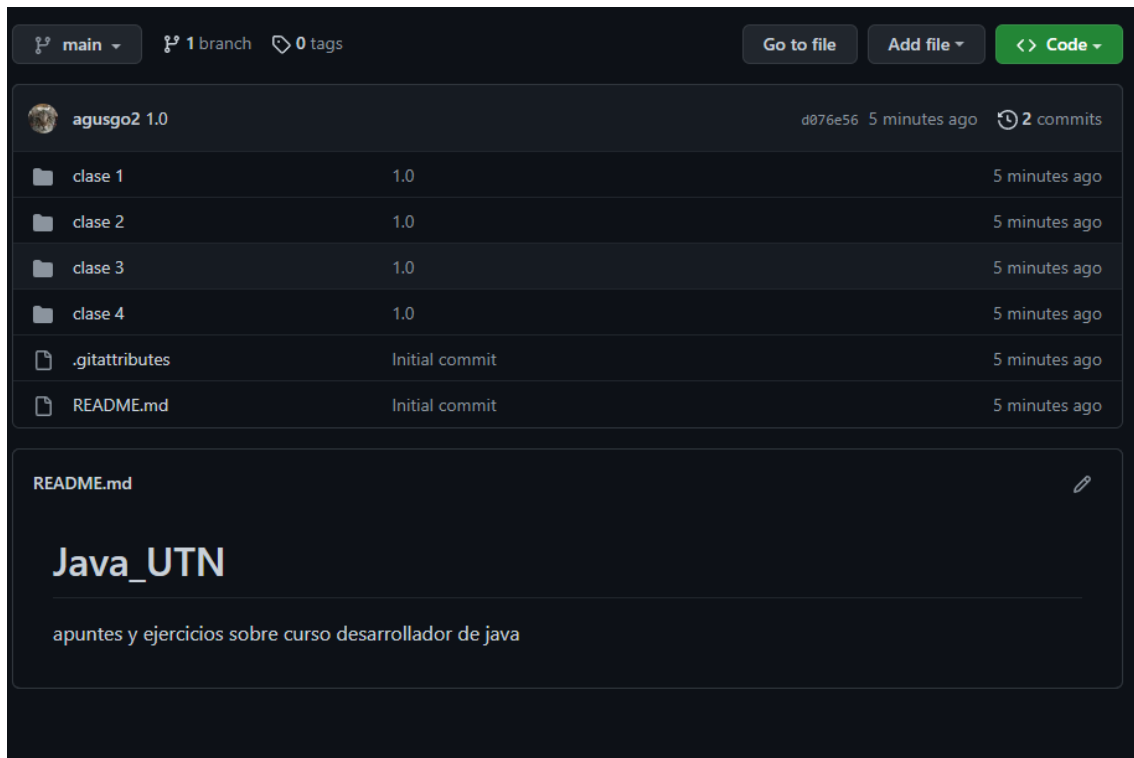 main 1 branch 0 tags Go to file Add file Code
agusgo2 1.0 d076e56 5 minutes ago 2 commits
clase 1 1.0 5 minutes ago
clase 2 1.0 5 minutes ago
clase 3 1.0 5 minutes ago
clase 4 1.0 5 minutes ago
.gitattributes Initial commit 5 minutes ago
README.md Initial commit 5 minutes ago
README.md
Java_UTN
apuntes y ejercicios sobre curso desarrollador de java